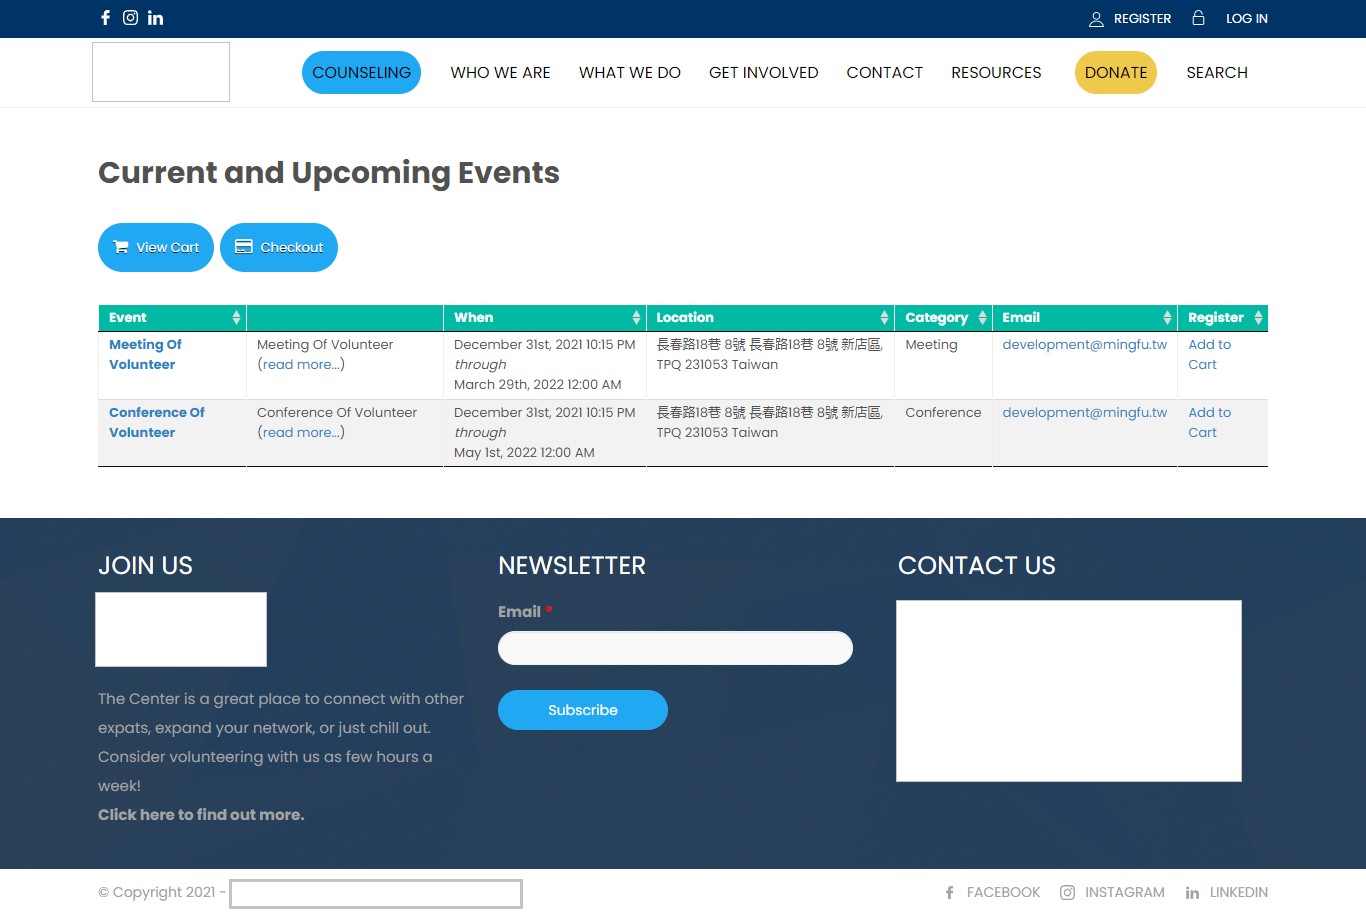 REGISTER LOG IN
COUNSELING WHO WE ARE WHAT WE DO GET INVOLVED CONTACT RESOURCES DONATE SEARCH
Current and Upcoming Events
View Cart Checkout
Event When Location Category Email Register
Meeting Of Meeting Of Volunteer December 31st, 2021 10:15 PM 長春路18巷 8號 長春路18巷 8號 新店區, Meeting development@mingfu.tw Add to
Volunteer (read more...) through TPQ 231053 Taiwan Cart
March 29th, 2022 12:00 AM
Conference Of Conference Of Volunteer December 31st, 2021 10:15 PM 長春路18巷 8號 長春路18巷 8號 新店區, Conference development@mingfu.tw Add to
Volunteer (read more...) through TPQ 231053 Taiwan Cart
May 1st, 2022 12:00 AM
JOIN US
The Center is a great place to connect with other
expats, expand your network, or just chill out.
Consider volunteering with us as few hours a
week!
Click here to find out more.
NEWSLETTER
Email *
Subscribe
CONTACT US
© Copyright 2021 -
FACEBOOK INSTAGRAM LINKEDIN